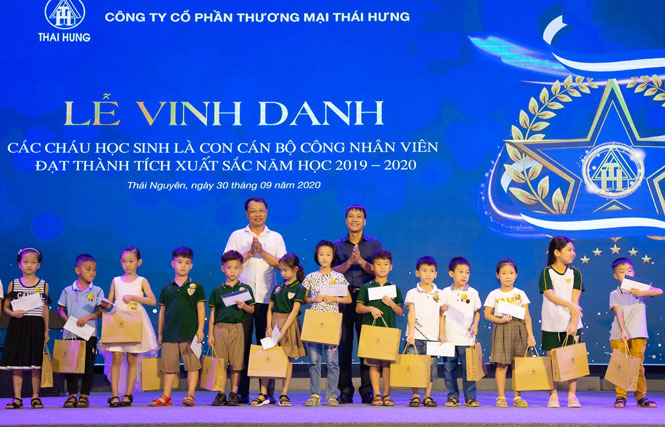 THAI HUNG
CÔNG TY CỔ PHẦN THƯƠNG MẠI THÁI HƯNG
LỄ VINH DANH
CÁC CHÁU HỌC SINH LÀ CON CÁN BỘ CÔNG NHÂN VIÊN
ĐẠT THÀNH TÍCH XUẤT SẮC NĂM HỌC 2019 – 2020
Thái Nguyên, ngày 30 tháng 09 năm 2020